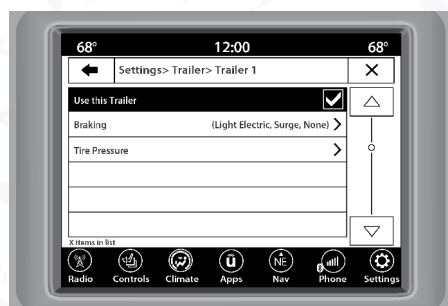 68° 12:00 68°
Settings> Trailer> Trailer 1
Use this Trailer
Braking (Light Electric, Surge, None)
Tire Pressure
X items in list
NE
Radio Controls Climate Apps Nav Phone Settings